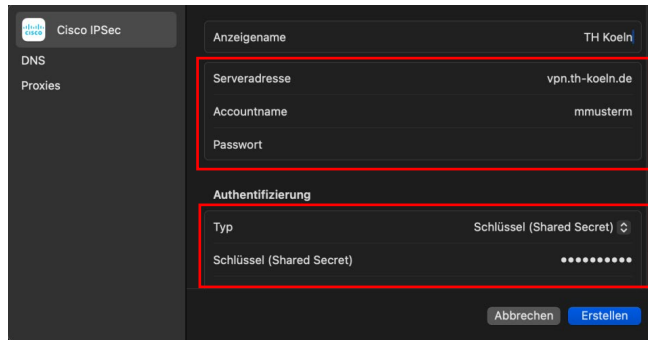 CISCO
Cisco IPSec
DNS
Proxies
Anzeigename TH Koeln
Serveradresse vpn.th-koeln.de
Accountname mmusterm
Passwort
Authentifizierung
Typ Schlüssel (Shared Secret)
Schlüssel (Shared Secret) ••••••••••
Abbrechen Erstellen